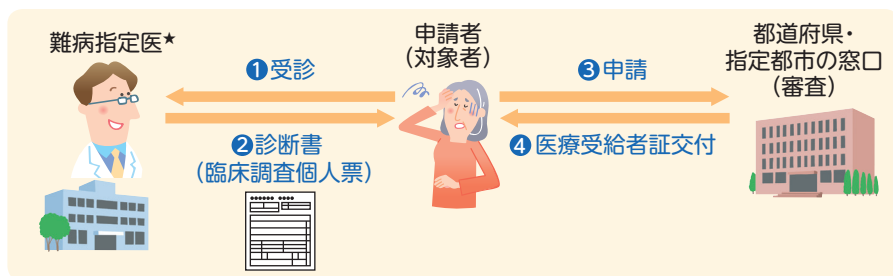 難病指定医★
❶受診
❷診断書
(臨床調査個人票)
申請者
(対象者)
❸申請
❹医療受給者証交付
都道府県・
指定都市の窓口
(審査)